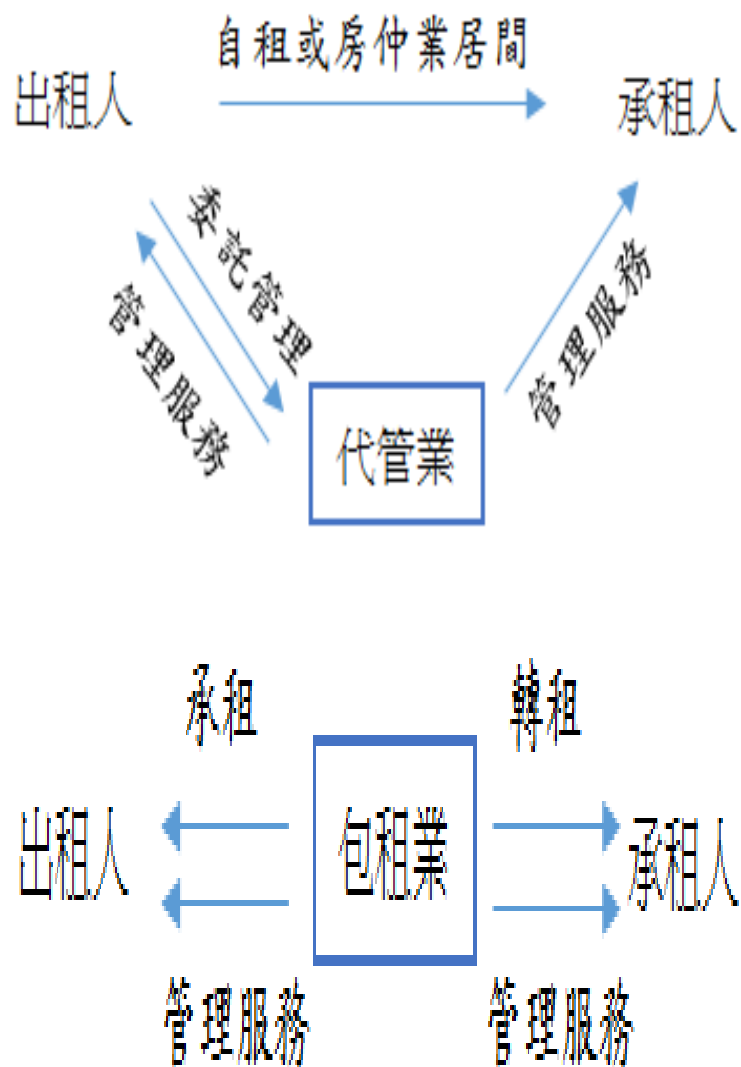 自租或房仲業居間
出租人
承租人
委託管理
管理服務
管理服務
代管業
承租
轉租
出租人
包租業
承租人
管理服務
管理服務